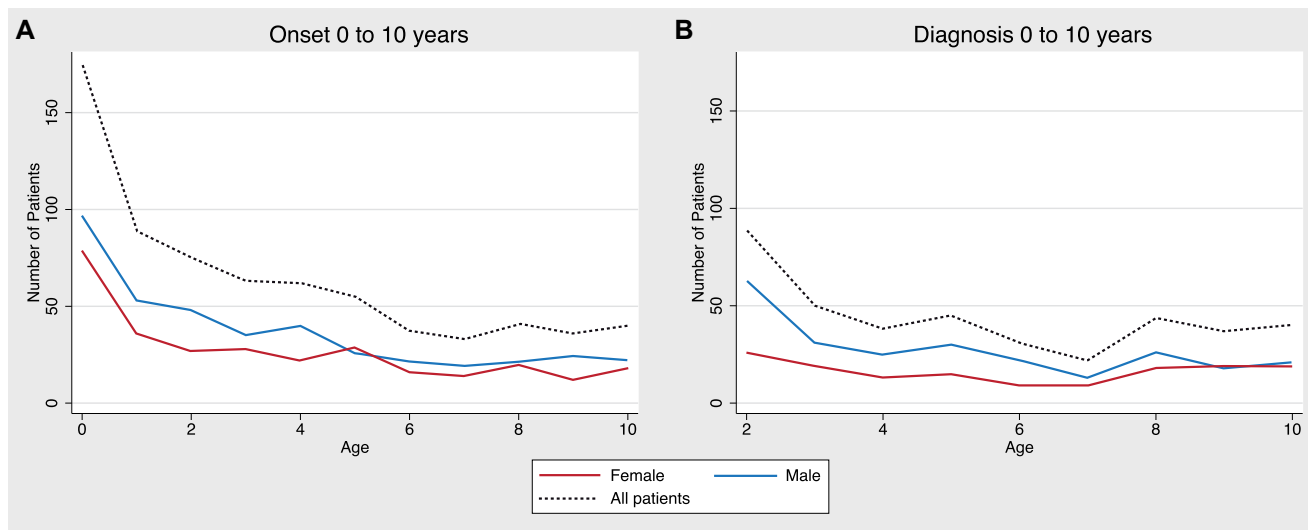 A
Onset 0 to 10 years
Number of Patients
150
100
50
0
0 2 4 6 8 10
Age
B
Diagnosis 0 to 10 years
Number of Patients
150
100
50
0
2 4 6 8 10
Age
Female Male
All patients